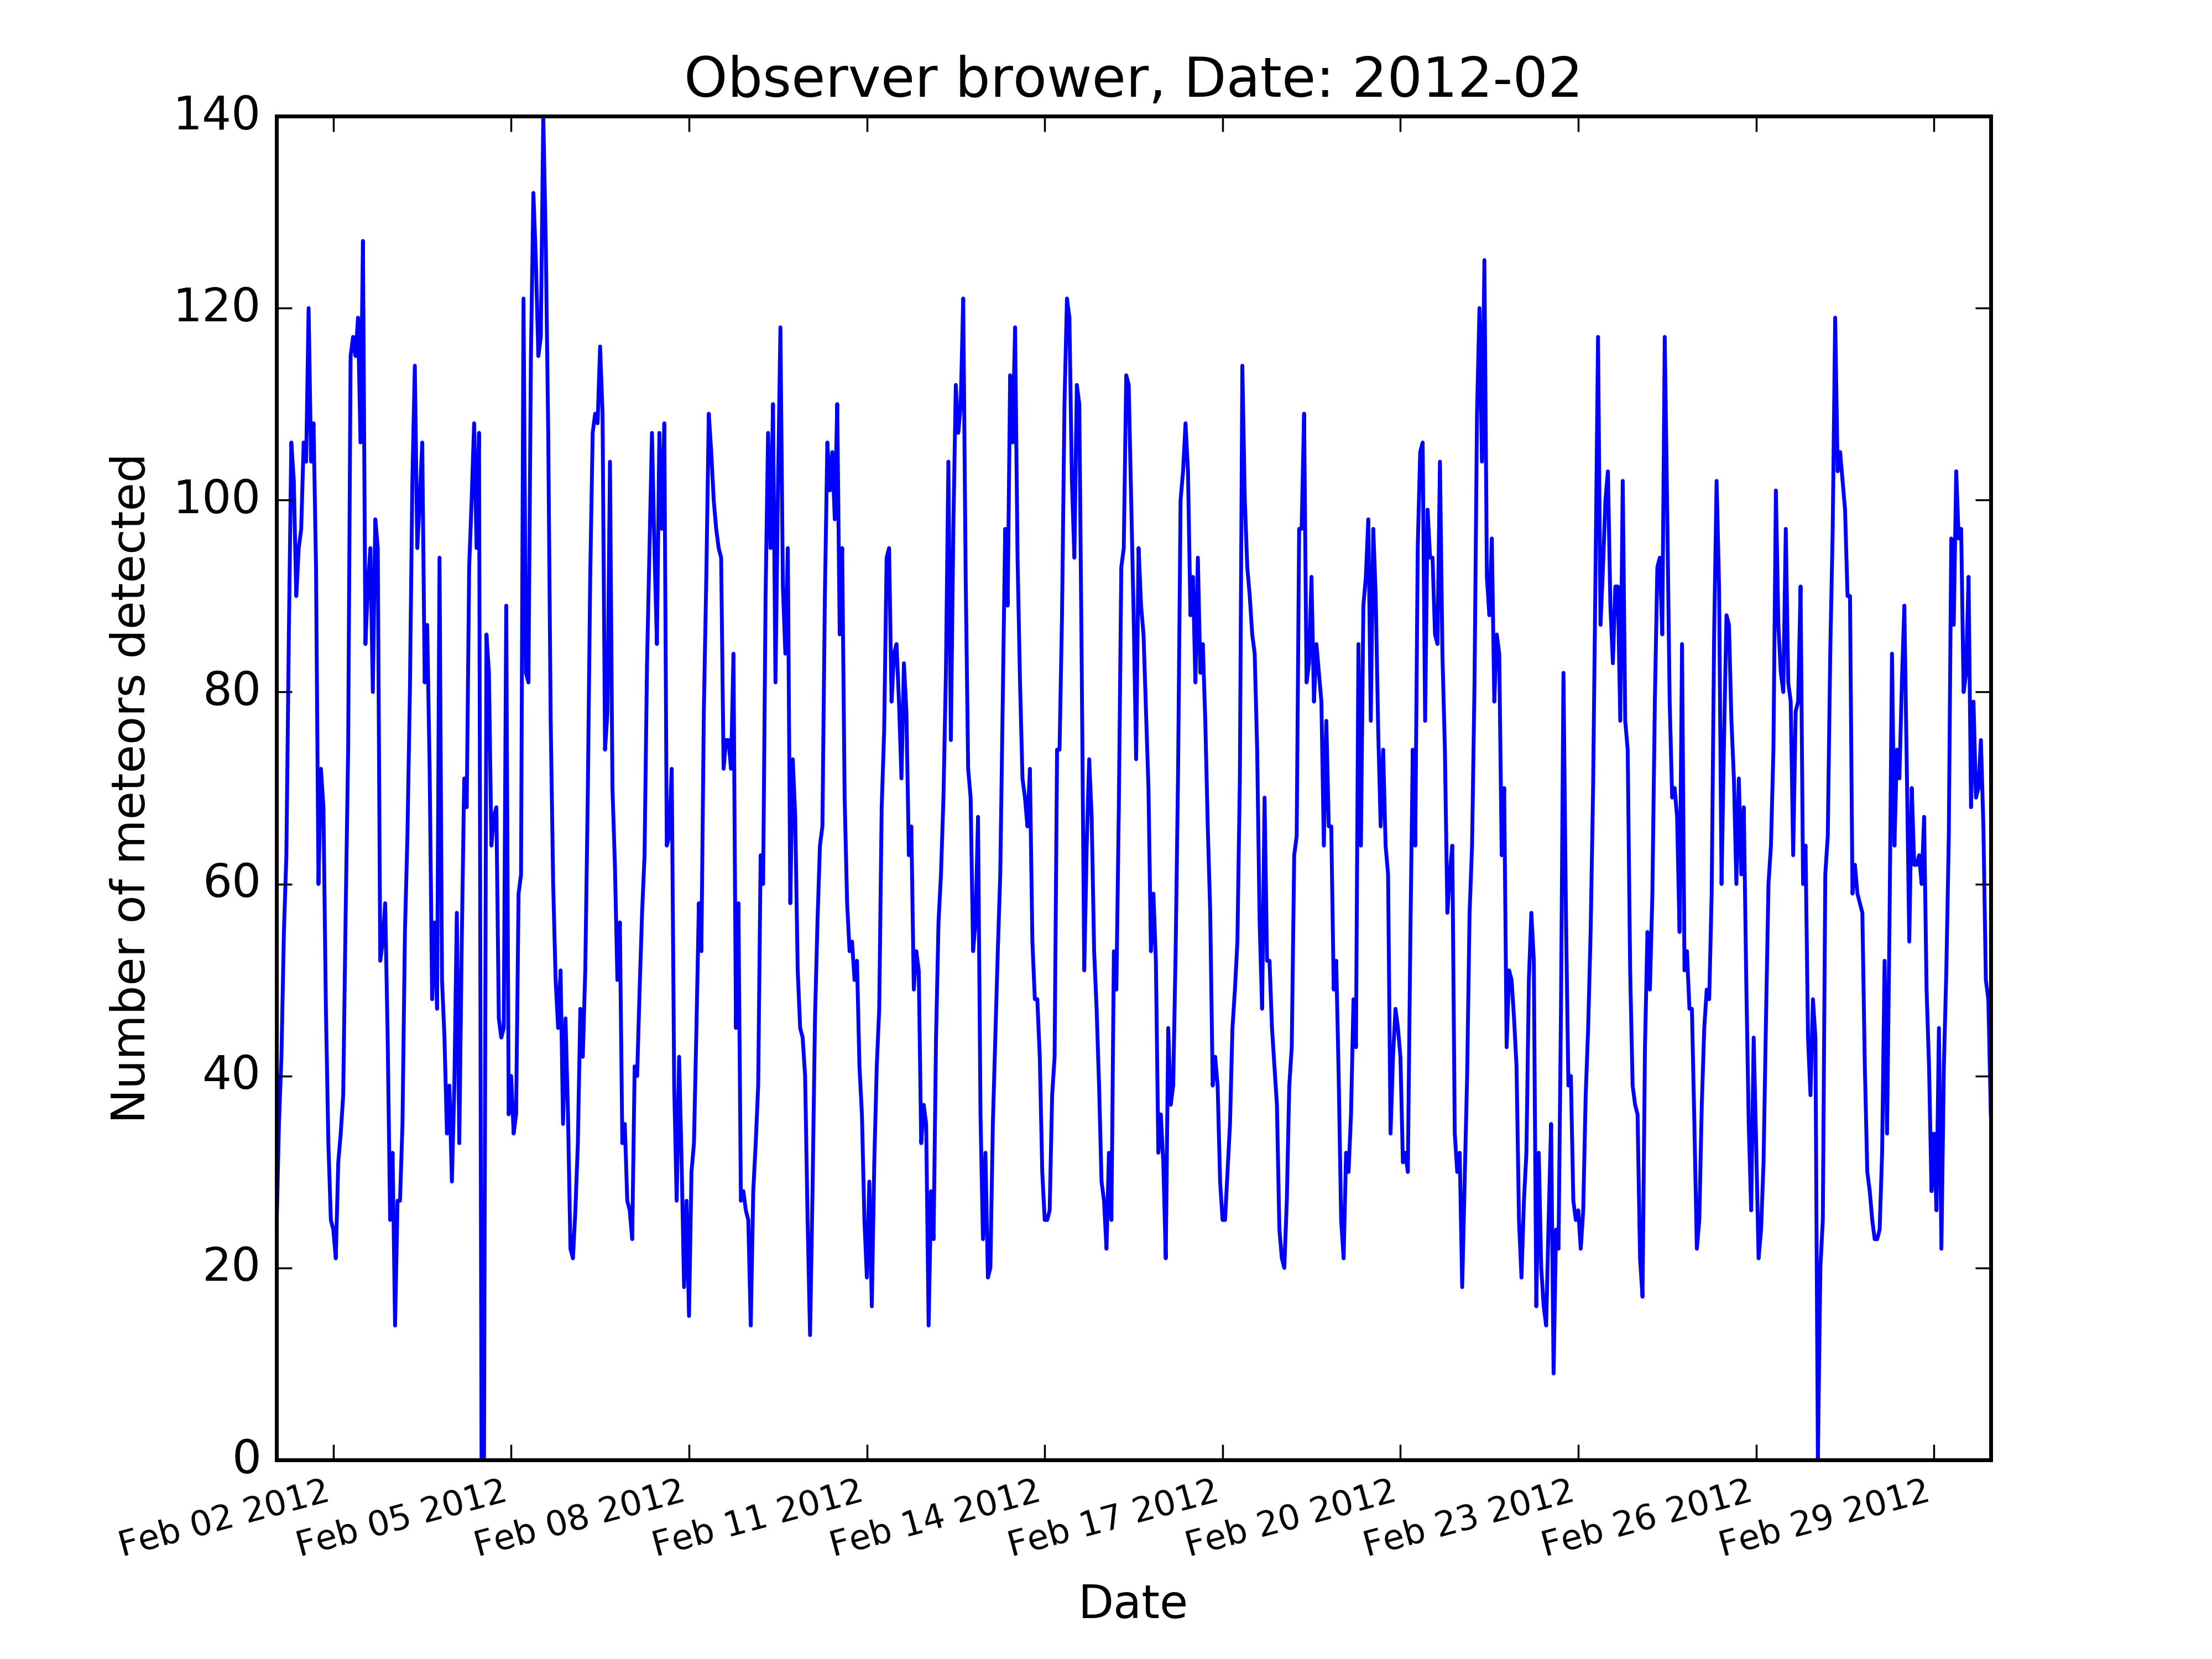 Observer brower, Date: 2012-02
140
120
100
80
60
40
20
0
Number of meteors detected
Feb 02 2012
Feb 05 2012
Feb 08 2012
Feb 11 2012
Feb 14 2012
Feb 17 2012
Feb 20 2012
Feb 23 2012
Feb 26 2012
Feb 29 2012
Date